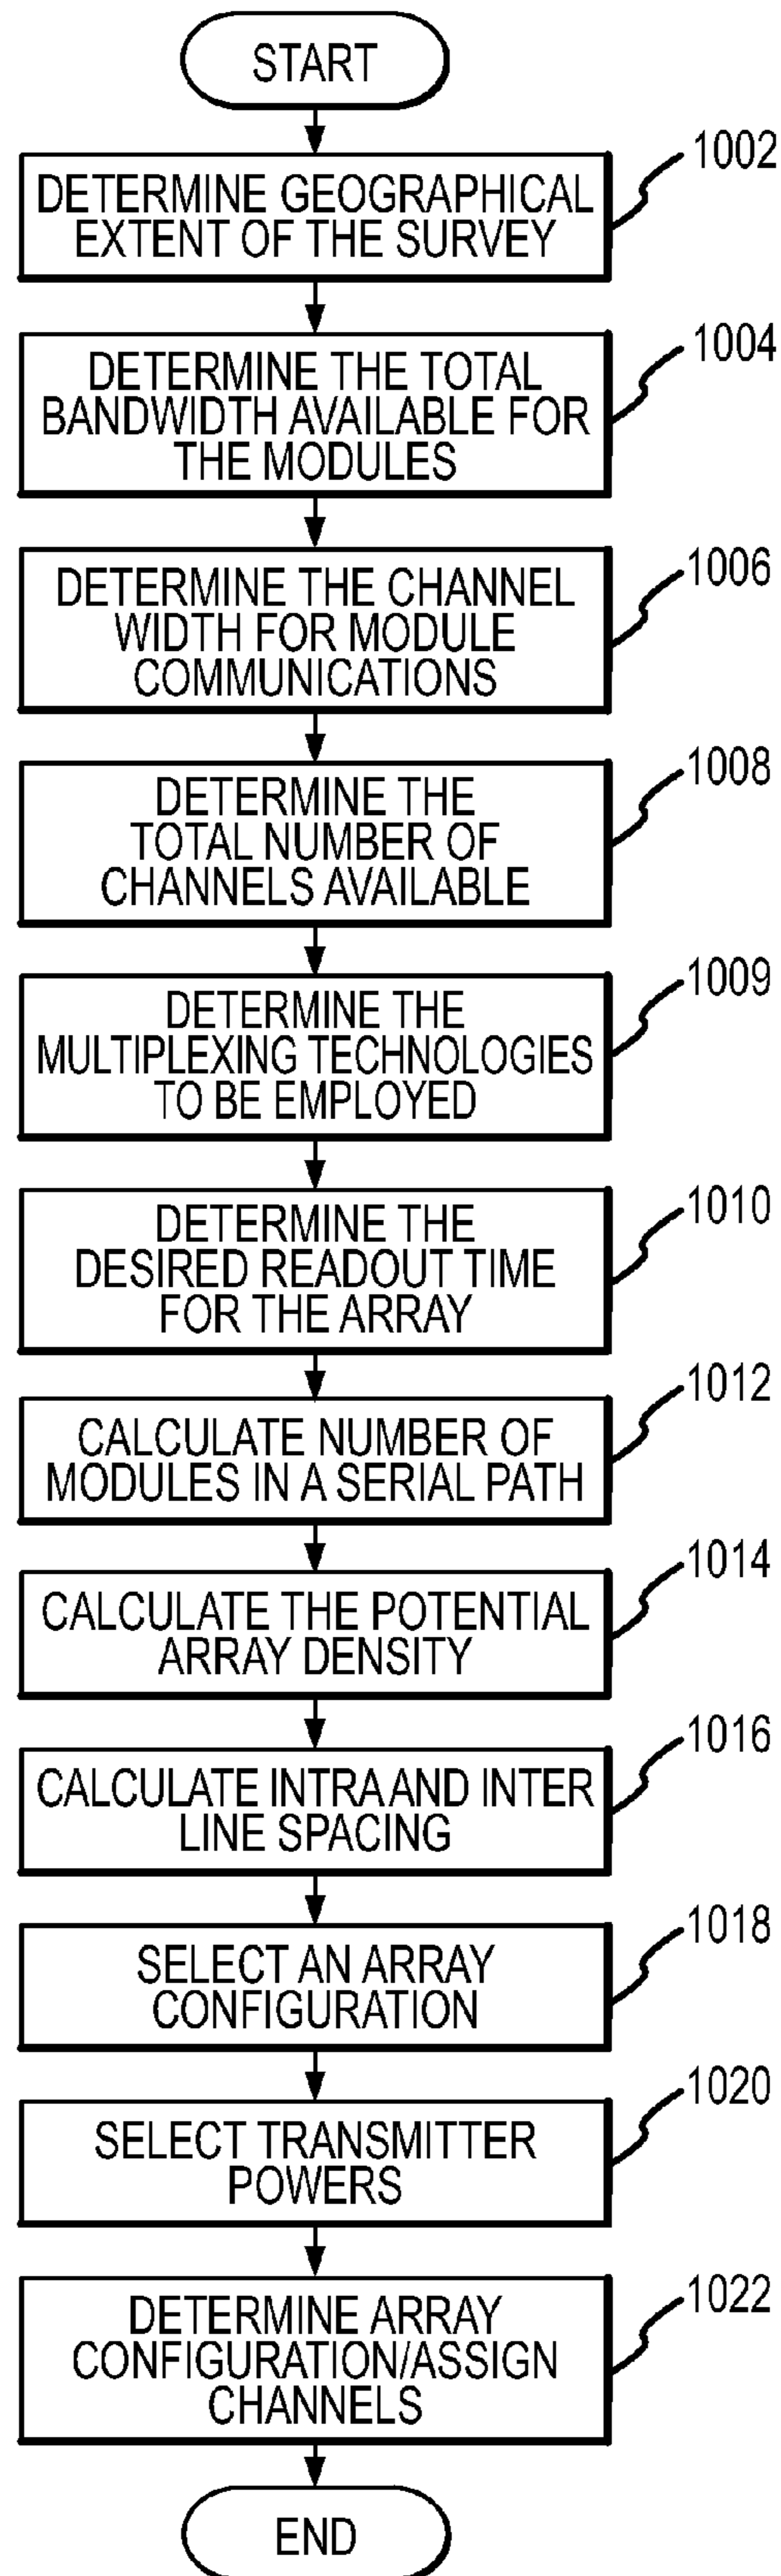 START
1002
DETERMINE GEOGRAPHICAL
EXTENT OF THE SURVEY
1004
DETERMINE THE TOTAL
BANDWIDTH AVAILABLE FOR
THE MODULES
1006
DETERMINE THE CHANNEL
WIDTH FOR MODULE
COMMUNICATIONS
1008
DETERMINE THE
TOTAL NUMBER OF
CHANNELS AVAILABLE
1009
DETERMINE THE
MULTIPLEXING TECHNOLOGIES
TO BE EMPLOYED
1010
DETERMINE THE
DESIRED READOUT TIME
FOR THE ARRAY
1012
CALCULATE NUMBER OF
MODULES IN A SERIAL PATH
1014
CALCULATE THE POTENTIAL
ARRAY DENSITY
1016
CALCULATE INTRA AND INTER
LINE SPACING
1018
SELECT AN ARRAY
CONFIGURATION
1020
SELECT TRANSMITTER
POWERS
1022
DETERMINE ARRAY
CONFIGURATION/ASSIGN
CHANNELS
END